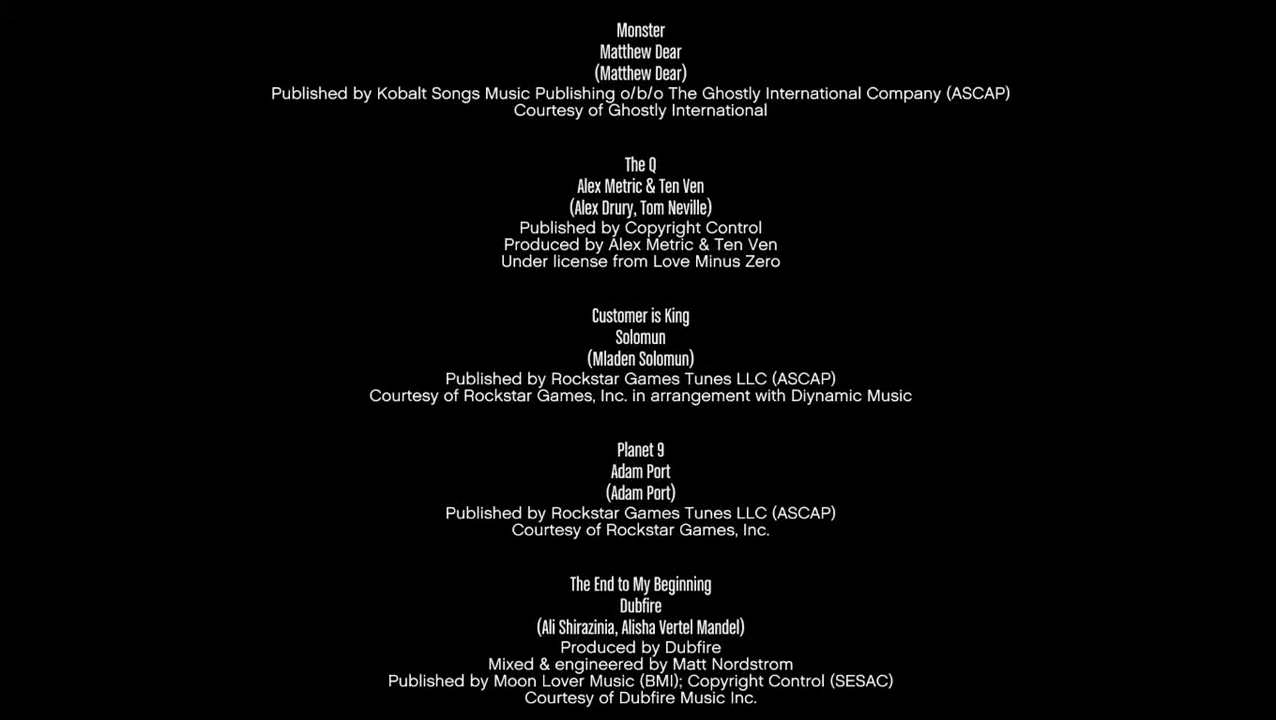 Monster
Matthew Dear
(Matthew Dear)
Published by Kobalt Songs Music Publishing o/b/o The Ghostly International Company (ASCAP)
Courtesy of Ghostly International
The Q
Alex Metric & Ten Ven
(Alex Drury, Tom Neville)
Published by Copyright Control
Produced by Alex Metric & Ten Ven
Under license from Love Minus Zero
Customer is King
Solomun
(Mladen Solomun)
Published by Rockstar Games Tunes LLC (ASCAP)
Courtesy of Rockstar Games, Inc. in arrangement with Diynamic Music
Planet 9
Adam Port
(Adam Port)
Published by Rockstar Games Tunes LLC (ASCAP)
Courtesy of Rockstar Games, Inc.
The End to My Beginning
Dubfire
(Ali Shirazinia, Alisha Vertel Mandel)
Produced by Dubfire
Mixed & engineered by Matt Nordstrom
Published by Moon Lover Music (BMI); Copyright Control (SESAC)
Courtesy of Dubfire Music Inc.